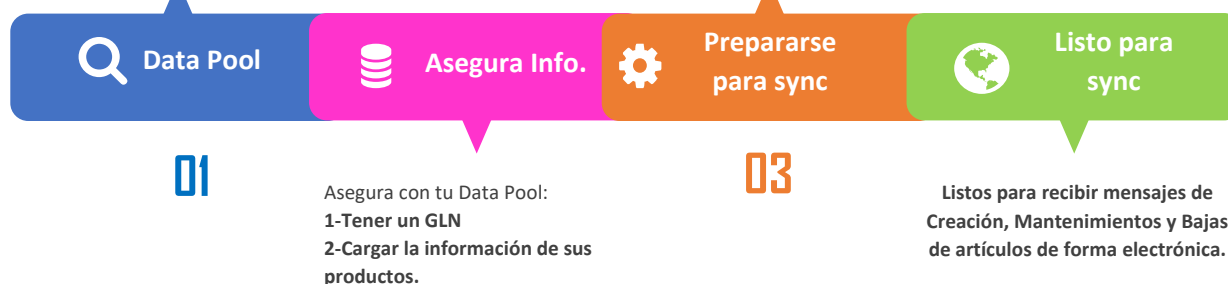 Data Pool
Asegura Info.
Prepararse
para sync
Listo para
sync
01
03
Asegura con tu Data Pool:
1-Tener un GLN
2-Cargar la información de sus
productos.
Listos para recibir mensajes de
Creación, Mantenimientos y Bajas
de artículos de forma electrónica.